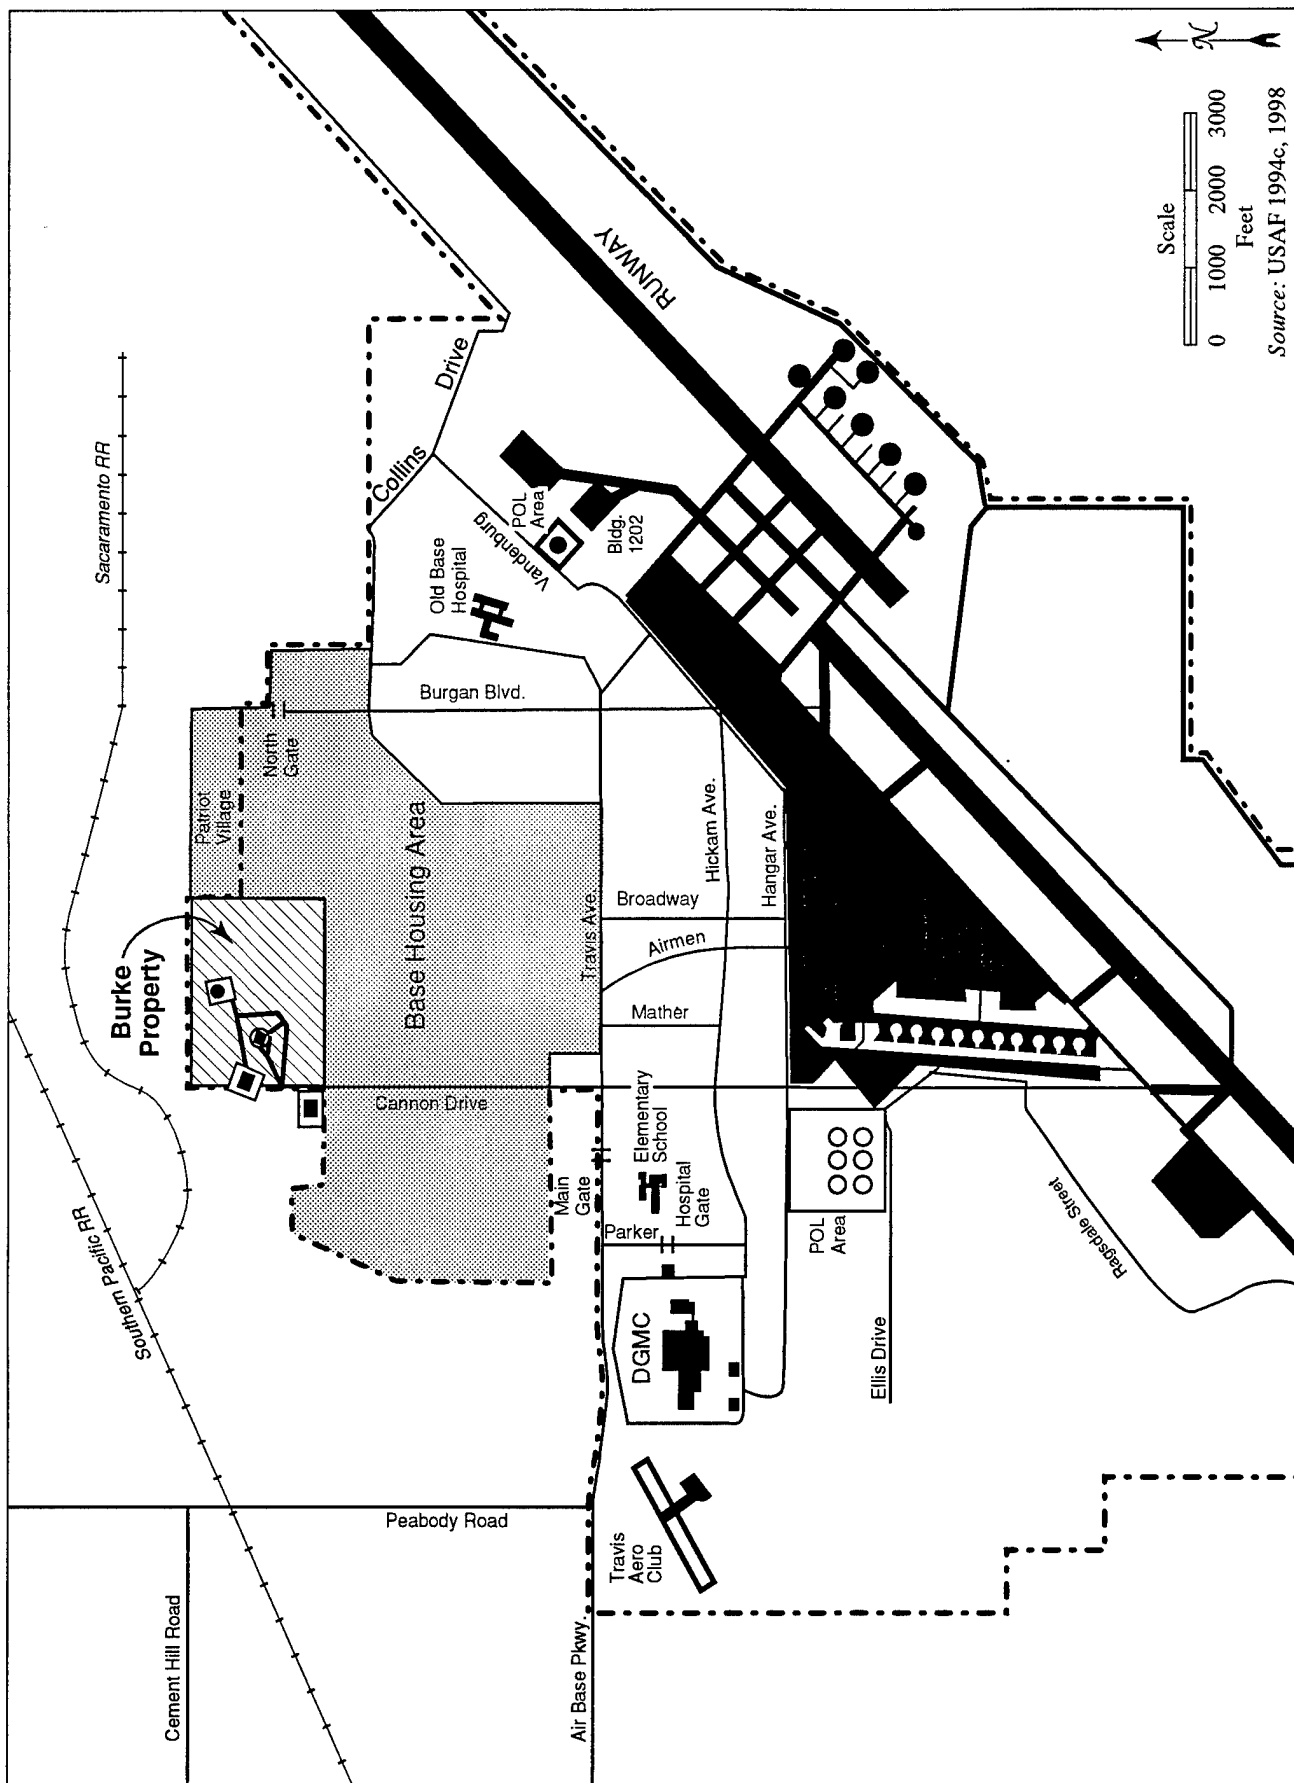 Sacaramento RR
Southern Pacific RR
Cement Hill Road
Peabody Road
Air Base Pkwy.
Burke
Property
Patriot
Village
North
Gate
Base Housing Area
Cannon Drive
Main
Gate
Collins
Drive
Old Base
Hospital
Vandenburg
POL
Area
Bldg.
1202
Burgan Blvd.
Travis Ave.
Broadway
Airmen
Mather
Hickam Ave.
Hangar Ave.
Elementary
School
Hospital
Gate
Parker
DGMC
Travis
Aero
Club
POL
Area
Ellis Drive
Ragsdale Street
RUNWAY
Scale
0 1000 2000 3000
Feet
Source: USAF 1994c, 1998
N